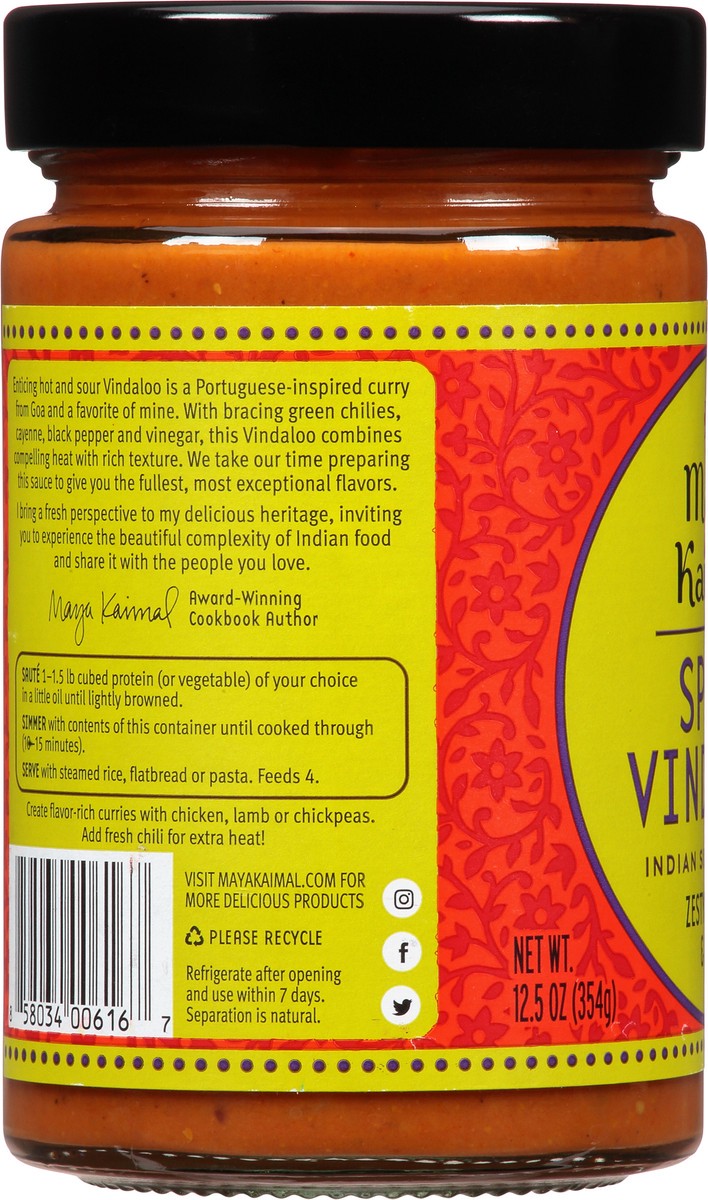 Enticing hot and sour Vindaloo is a Portuguese-inspired curry
from Goa and a favorite of mine. With bracing green chilies,
cayenne, black pepper and vinegar, this Vindaloo combines
compelling heat with rich texture. We take our time preparing
this sauce to give you the fullest, most exceptional flavors.
I bring a fresh perspective to my delicious heritage, inviting
you to experience the beautiful complexity of Indian food
and share it with the people you love.
Maya Kaimal Award-Winning
Cookbook Author
SAUTÉ 1–1.5 lb cubed protein (or vegetable) of your choice
in a little oil until lightly browned.
SIMMER with contents of this container until cooked through
(10–15 minutes).
SERVE with steamed rice, flatbread or pasta. Feeds 4.
Create flavor-rich curries with chicken, lamb or chickpeas.
Add fresh chili for extra heat!
VISIT MAYAKAIMAL.COM FOR
MORE DELICIOUS PRODUCTS
PLEASE RECYCLE
Refrigerate after opening
and use within 7 days.
Separation is natural.
8 58034 00616 7
NET WT.
12.5 OZ (354g)
m
Ka
SP
VIN
INDIAN S
ZEST